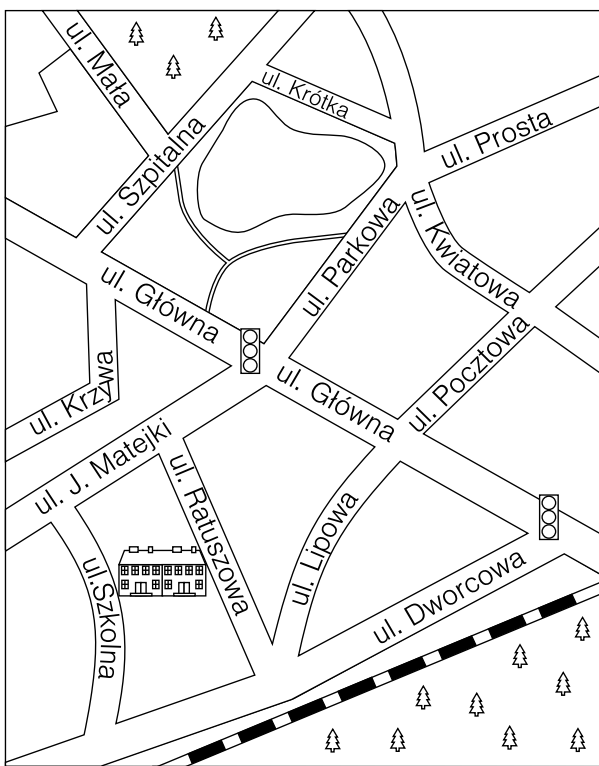 ul. Mała
ul. Krótka
ul. Szpitalna
ul. Prosta
ul. Kwiatowa
ul. Parkowa
ul. Główna
ul. Krzywa
ul. Pocztowa
ul. Główna
ul. J. Matejki
ul. Ratuszowa
ul. Lipowa
ul.Szkolna
ul. Dworcowa